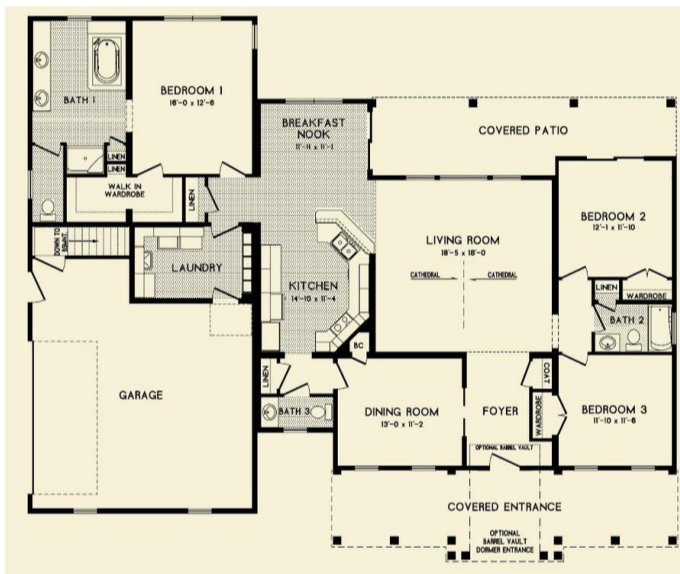 BEDROOM 1
16'-0 x 12'-6
BATH 1
LINEN
LINEN
WALK IN
WARDROBE
LINEN
BREAKFAST
NOOK
11'-11 x 11'-1
COVERED PATIO
LIVING ROOM
18'-5 x 18'-0
CATHEDRAL
CATHEDRAL
BEDROOM 2
12'-1 x 11'-10
LINEN
WARDROBE
BATH 2
DOWN TO
BSMNT
LAUNDRY
KITCHEN
14'-10 x 11'-4
BC
GARAGE
LINEN
BATH 3
DINING ROOM
13'-0 x 11'-2
FOYER
COAT
WARDROBE
BEDROOM 3
11'-10 x 11'-6
OPTIONAL BARREL VAULT
COVERED ENTRANCE
OPTIONAL
BARREL VAULT
DORMER ENTRANCE